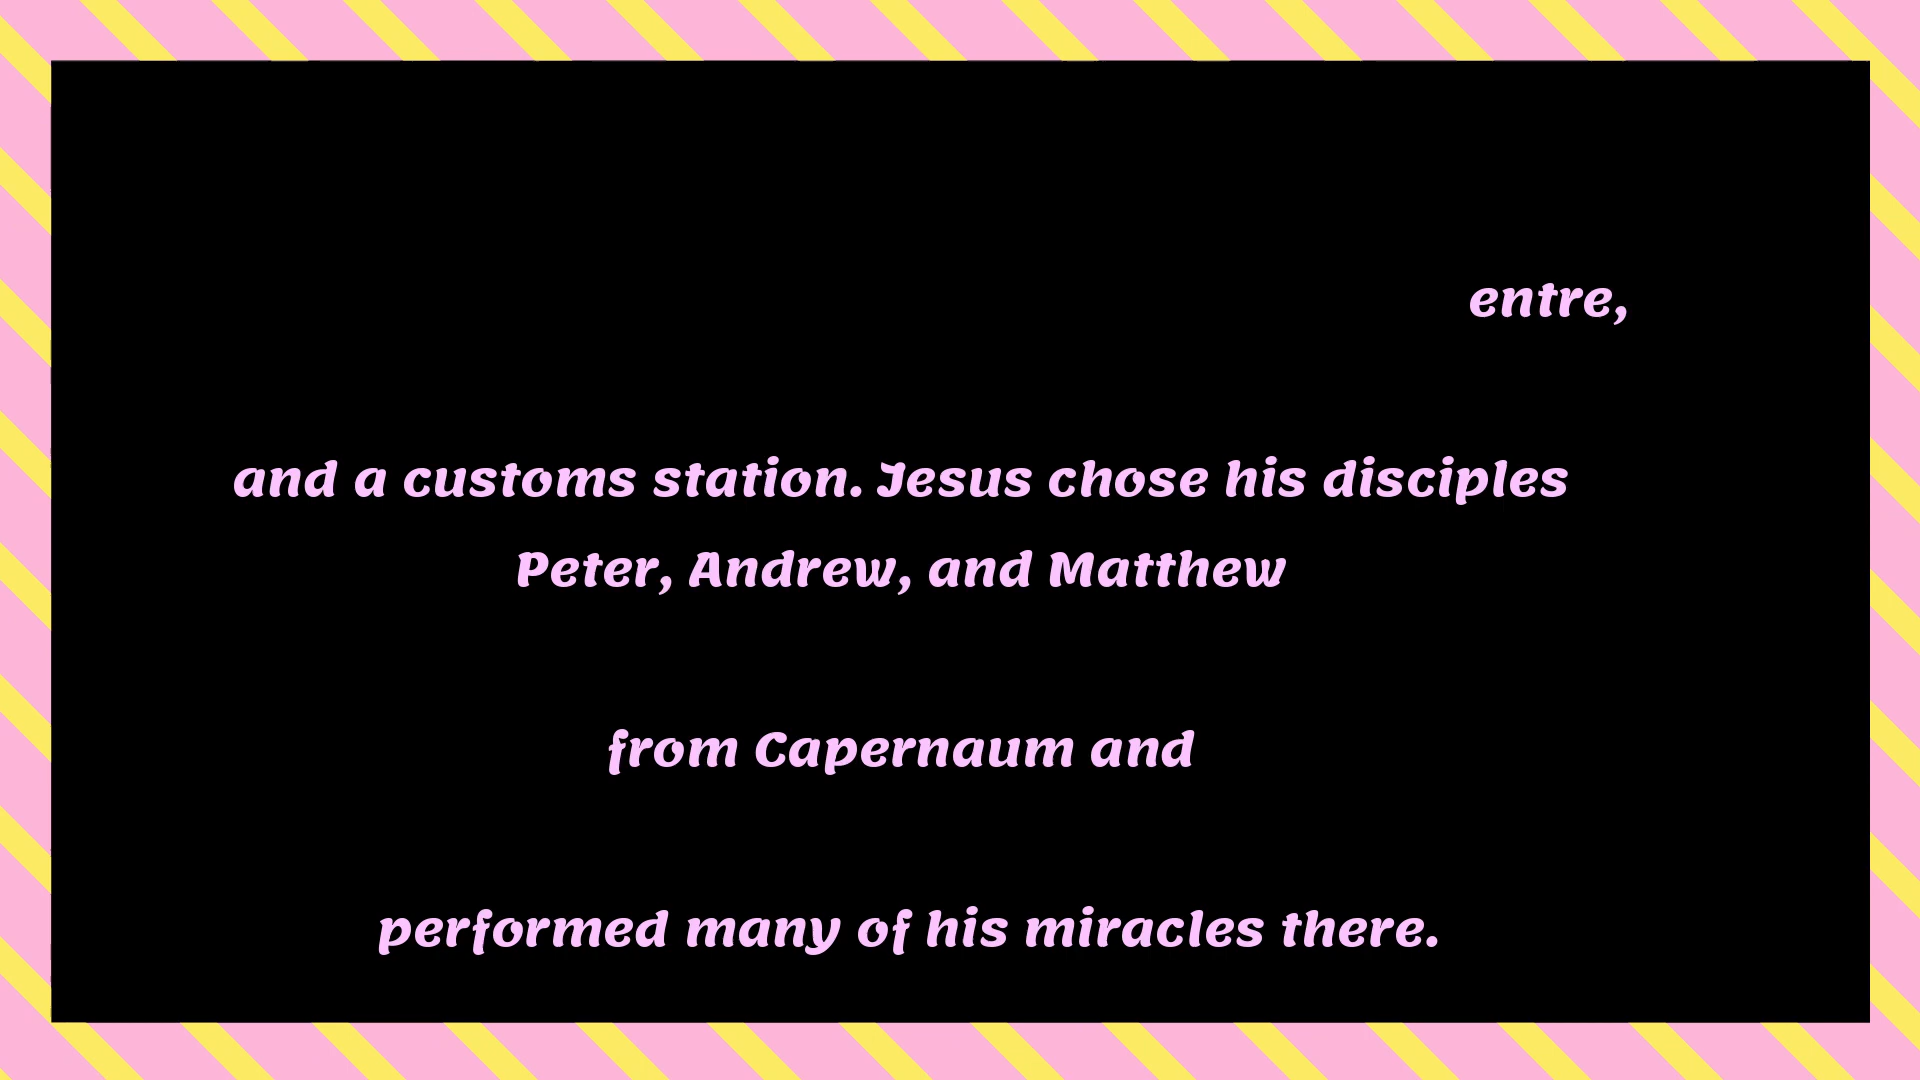 entre,
and a customs station. Jesus chose his disciples
Peter, Andrew, and Matthew
from Capernaum and
performed many of his miracles there.